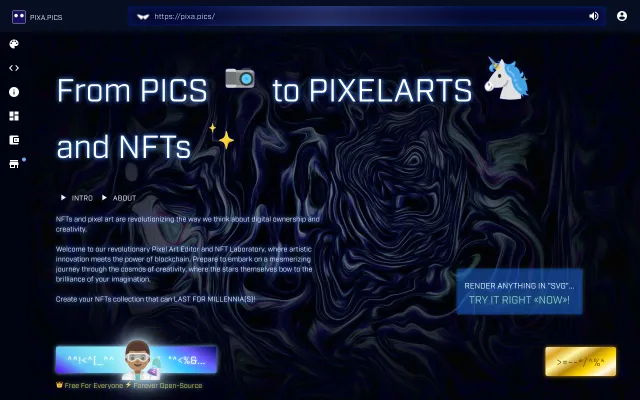 PIXA.PICS
https://pixa.pics/
From PICS to PIXELARTS
and NFTs
INTRO ABOUT
NFTs and pixel art are revolutionizing the way we think about digital ownership and
creativity.
Welcome to our revolutionary Pixel Art Editor and NFT Laboratory, where artistic
innovation meets the power of blockchain. Prepare to embark on a mesmerizing
journey through the cosmos of creativity, where the stars themselves bow to the
brilliance of your imagination.
Create your NFTs collection that can LAST FOR MILLENNIA(S)!
RENDER ANYTHING IN "SVG"...
TRY IT RIGHT «NOW»!
Free For Everyone Forever Open-Source